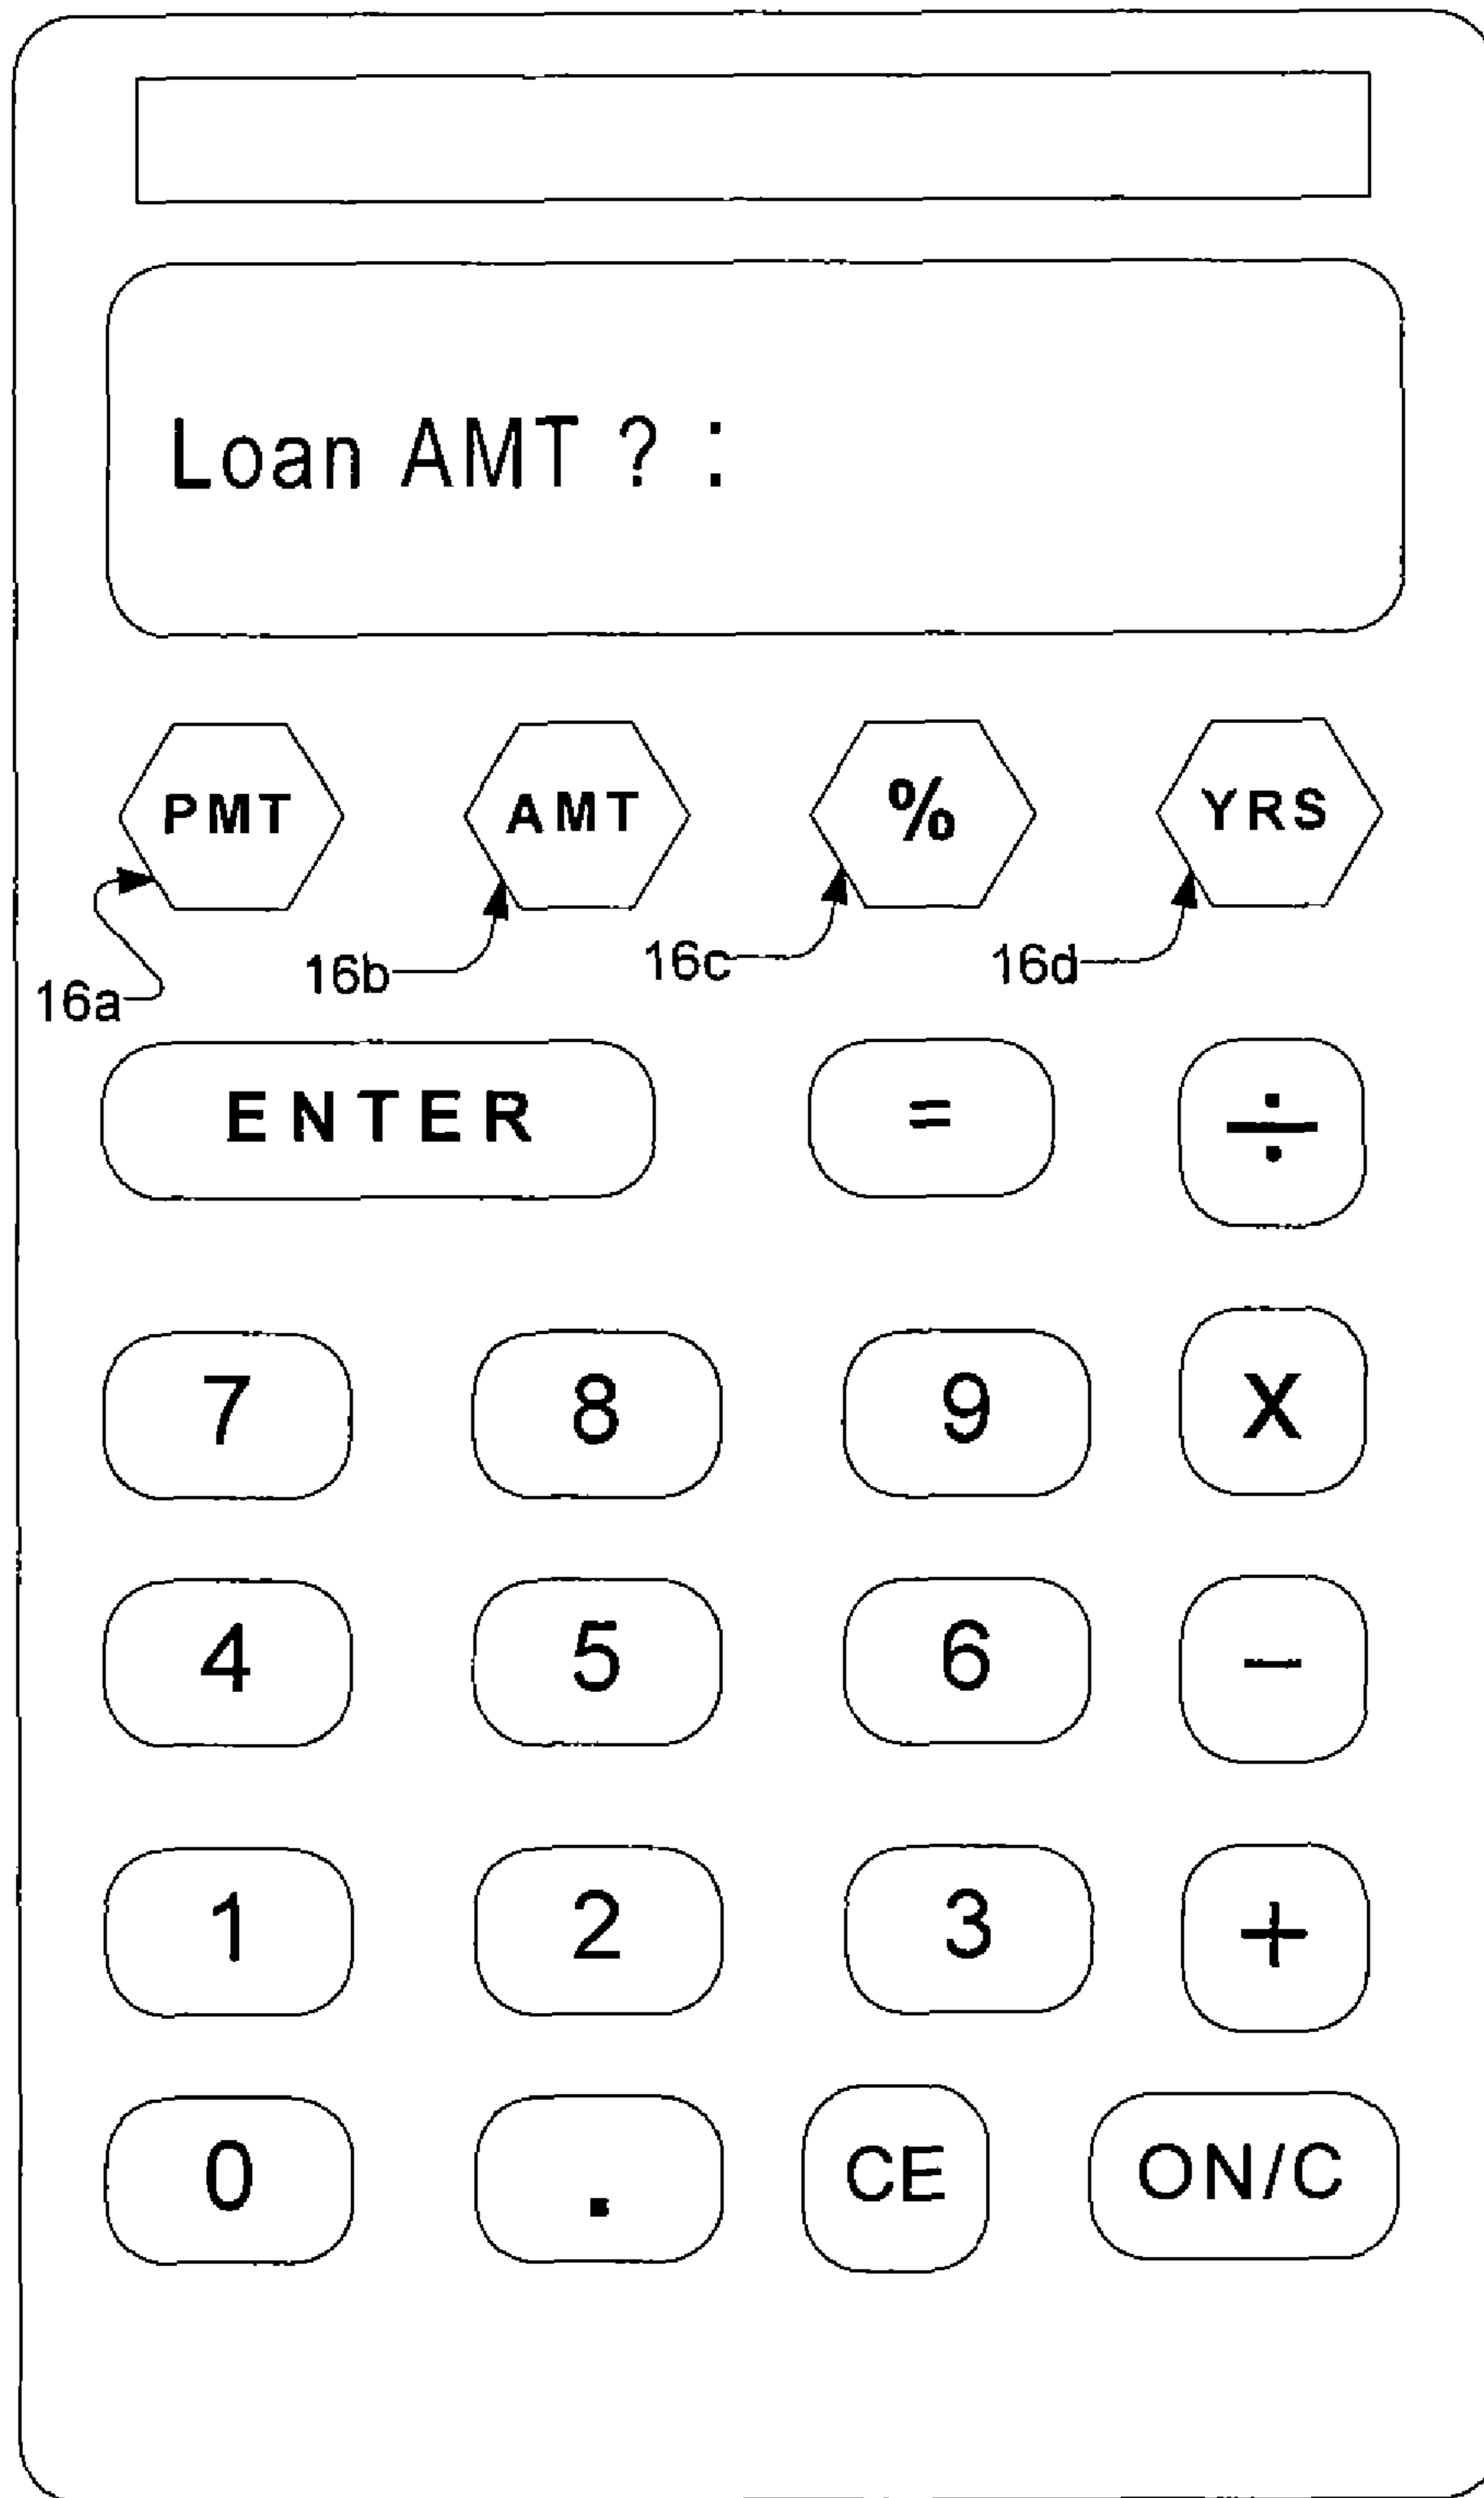 Loan AMT ? :
PMT AMT % YRS
16a 16b 16c 16d
ENTER = ÷
7 8 9 X
4 5 6 −
1 2 3 +
0 . CE ON/C